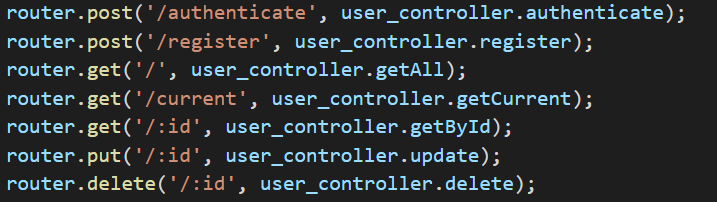 router.post('/authenticate', user_controller.authenticate);
router.post('/register', user_controller.register);
router.get('/', user_controller.getAll);
router.get('/current', user_controller.getCurrent);
router.get('/:id', user_controller.getById);
router.put('/:id', user_controller.update);
router.delete('/:id', user_controller.delete);